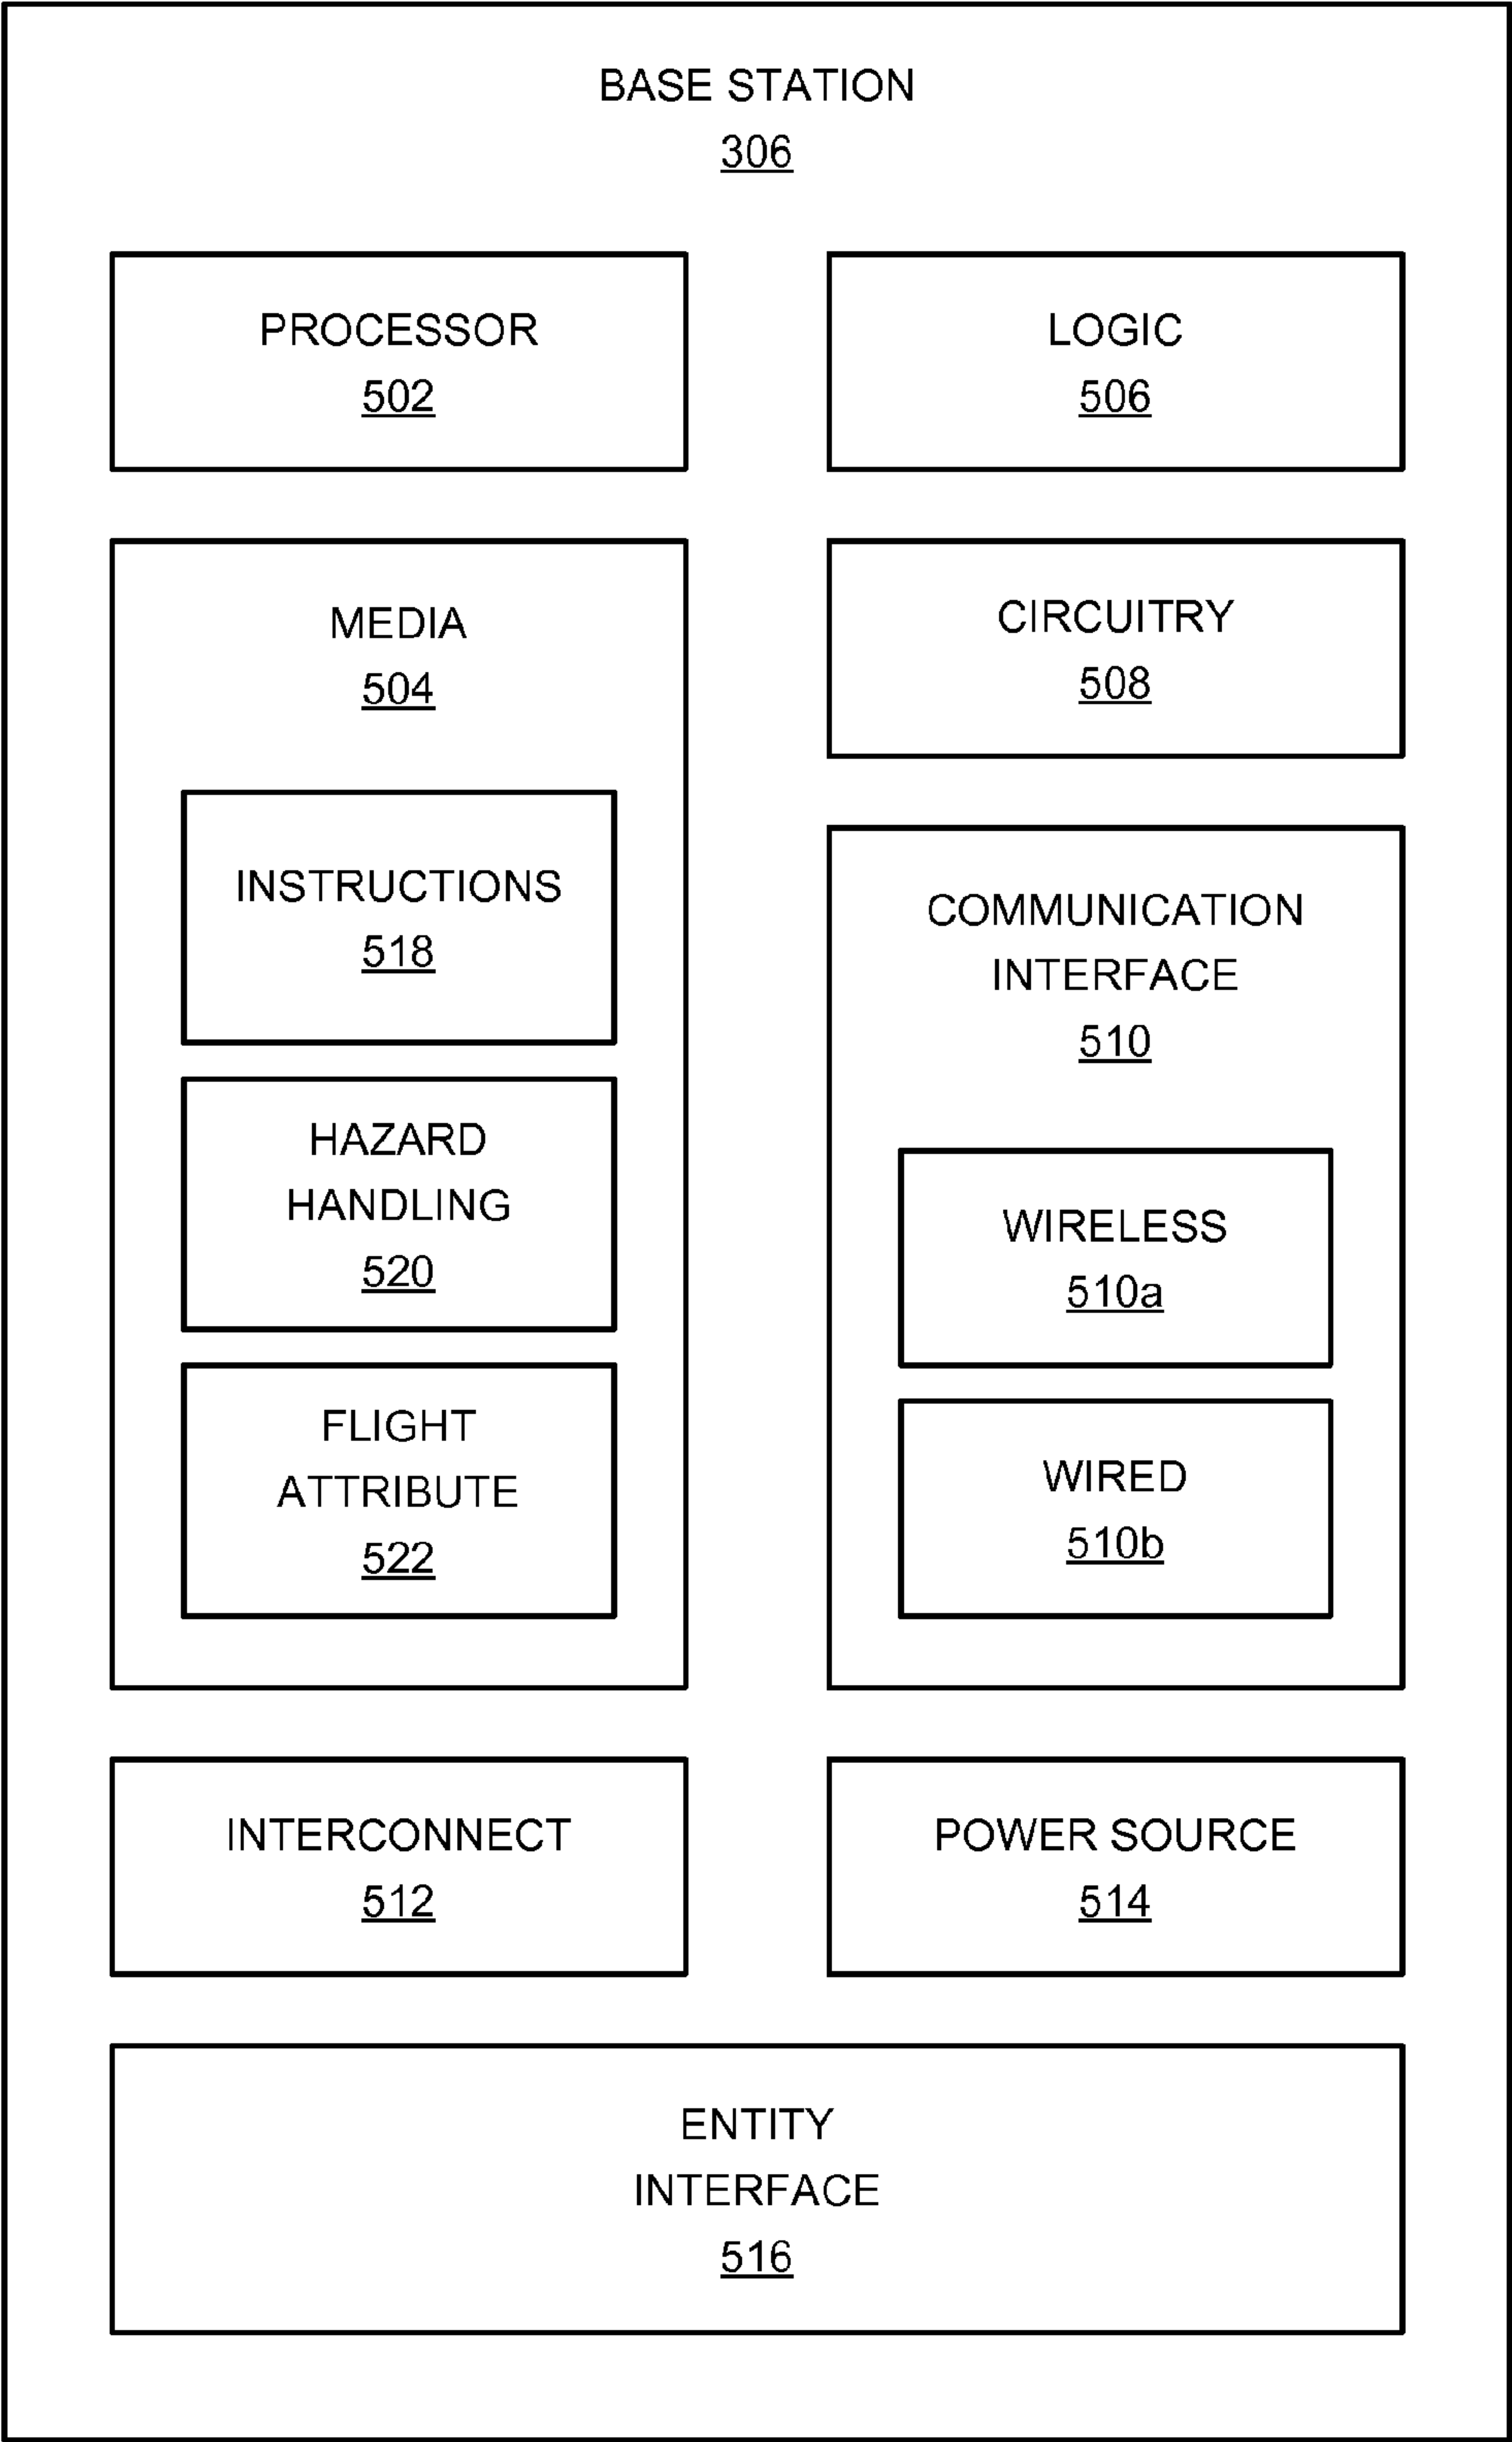 BASE STATION
306
PROCESSOR
502
LOGIC
506
MEDIA
504
INSTRUCTIONS
518
HAZARD
HANDLING
520
FLIGHT
ATTRIBUTE
522
CIRCUITRY
508
COMMUNICATION
INTERFACE
510
WIRELESS
510a
WIRED
510b
INTERCONNECT
512
POWER SOURCE
514
ENTITY
INTERFACE
516